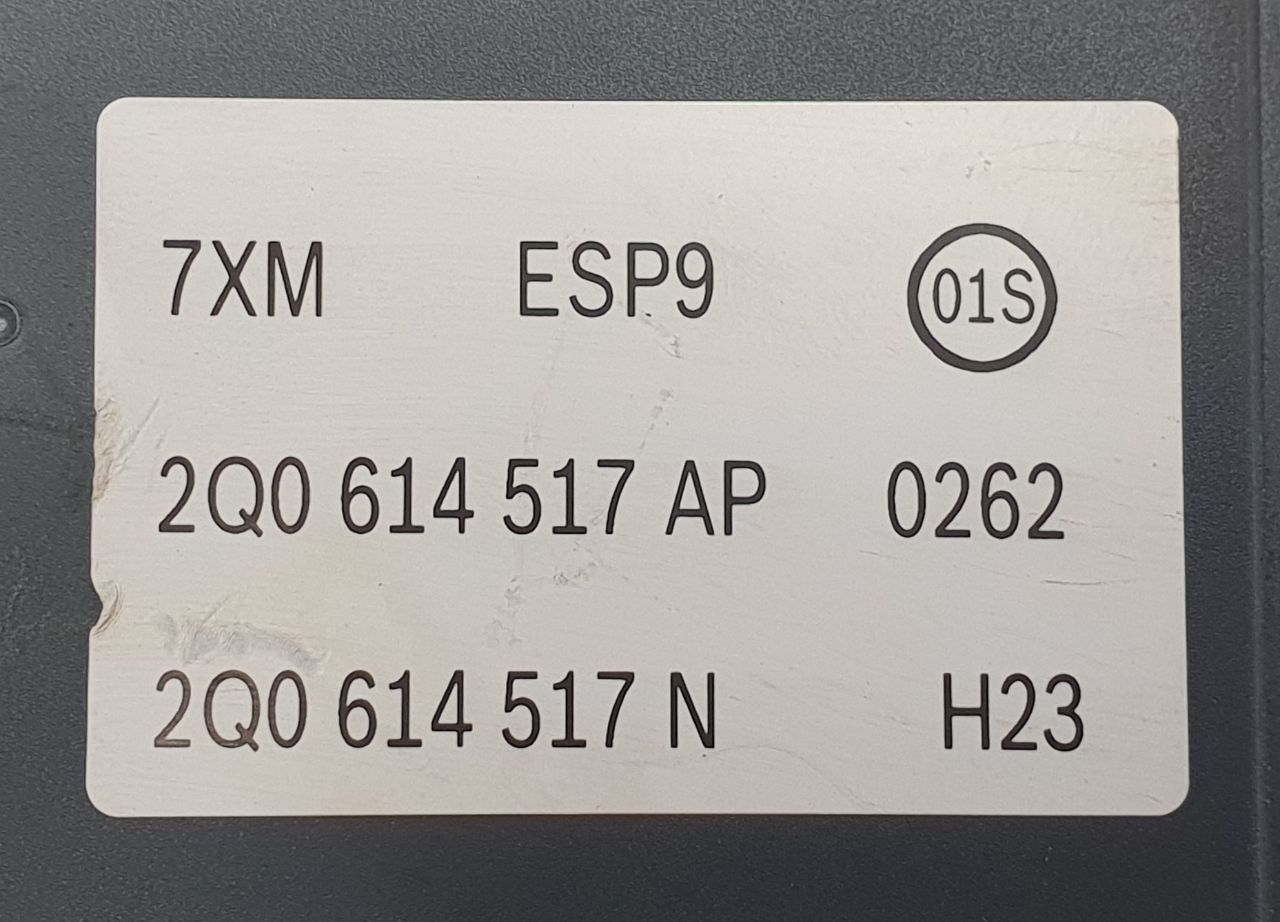 7XM ESP9 01S
2Q0 614 517 AP 0262
2Q0 614 517 N H23